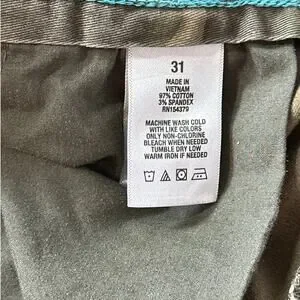 31
MADE IN
VIETNAM
97% COTTON
3% SPANDEX
RN154379
MACHINE WASH COLD
WITH LIKE COLORS
ONLY NON-CHLORINE
BLEACH WHEN NEEDED
TUMBLE DRY LOW
WARM IRON IF NEEDED